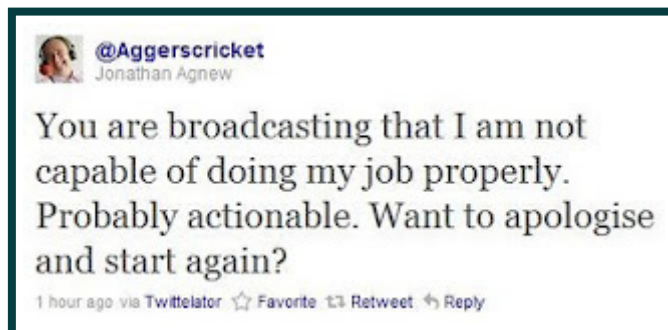 @Aggerscricket
Jonathan Agnew
You are broadcasting that I am not
capable of doing my job properly.
Probably actionable. Want to apologise
and start again?
1 hour ago via Twittelator Favorite Retweet Reply